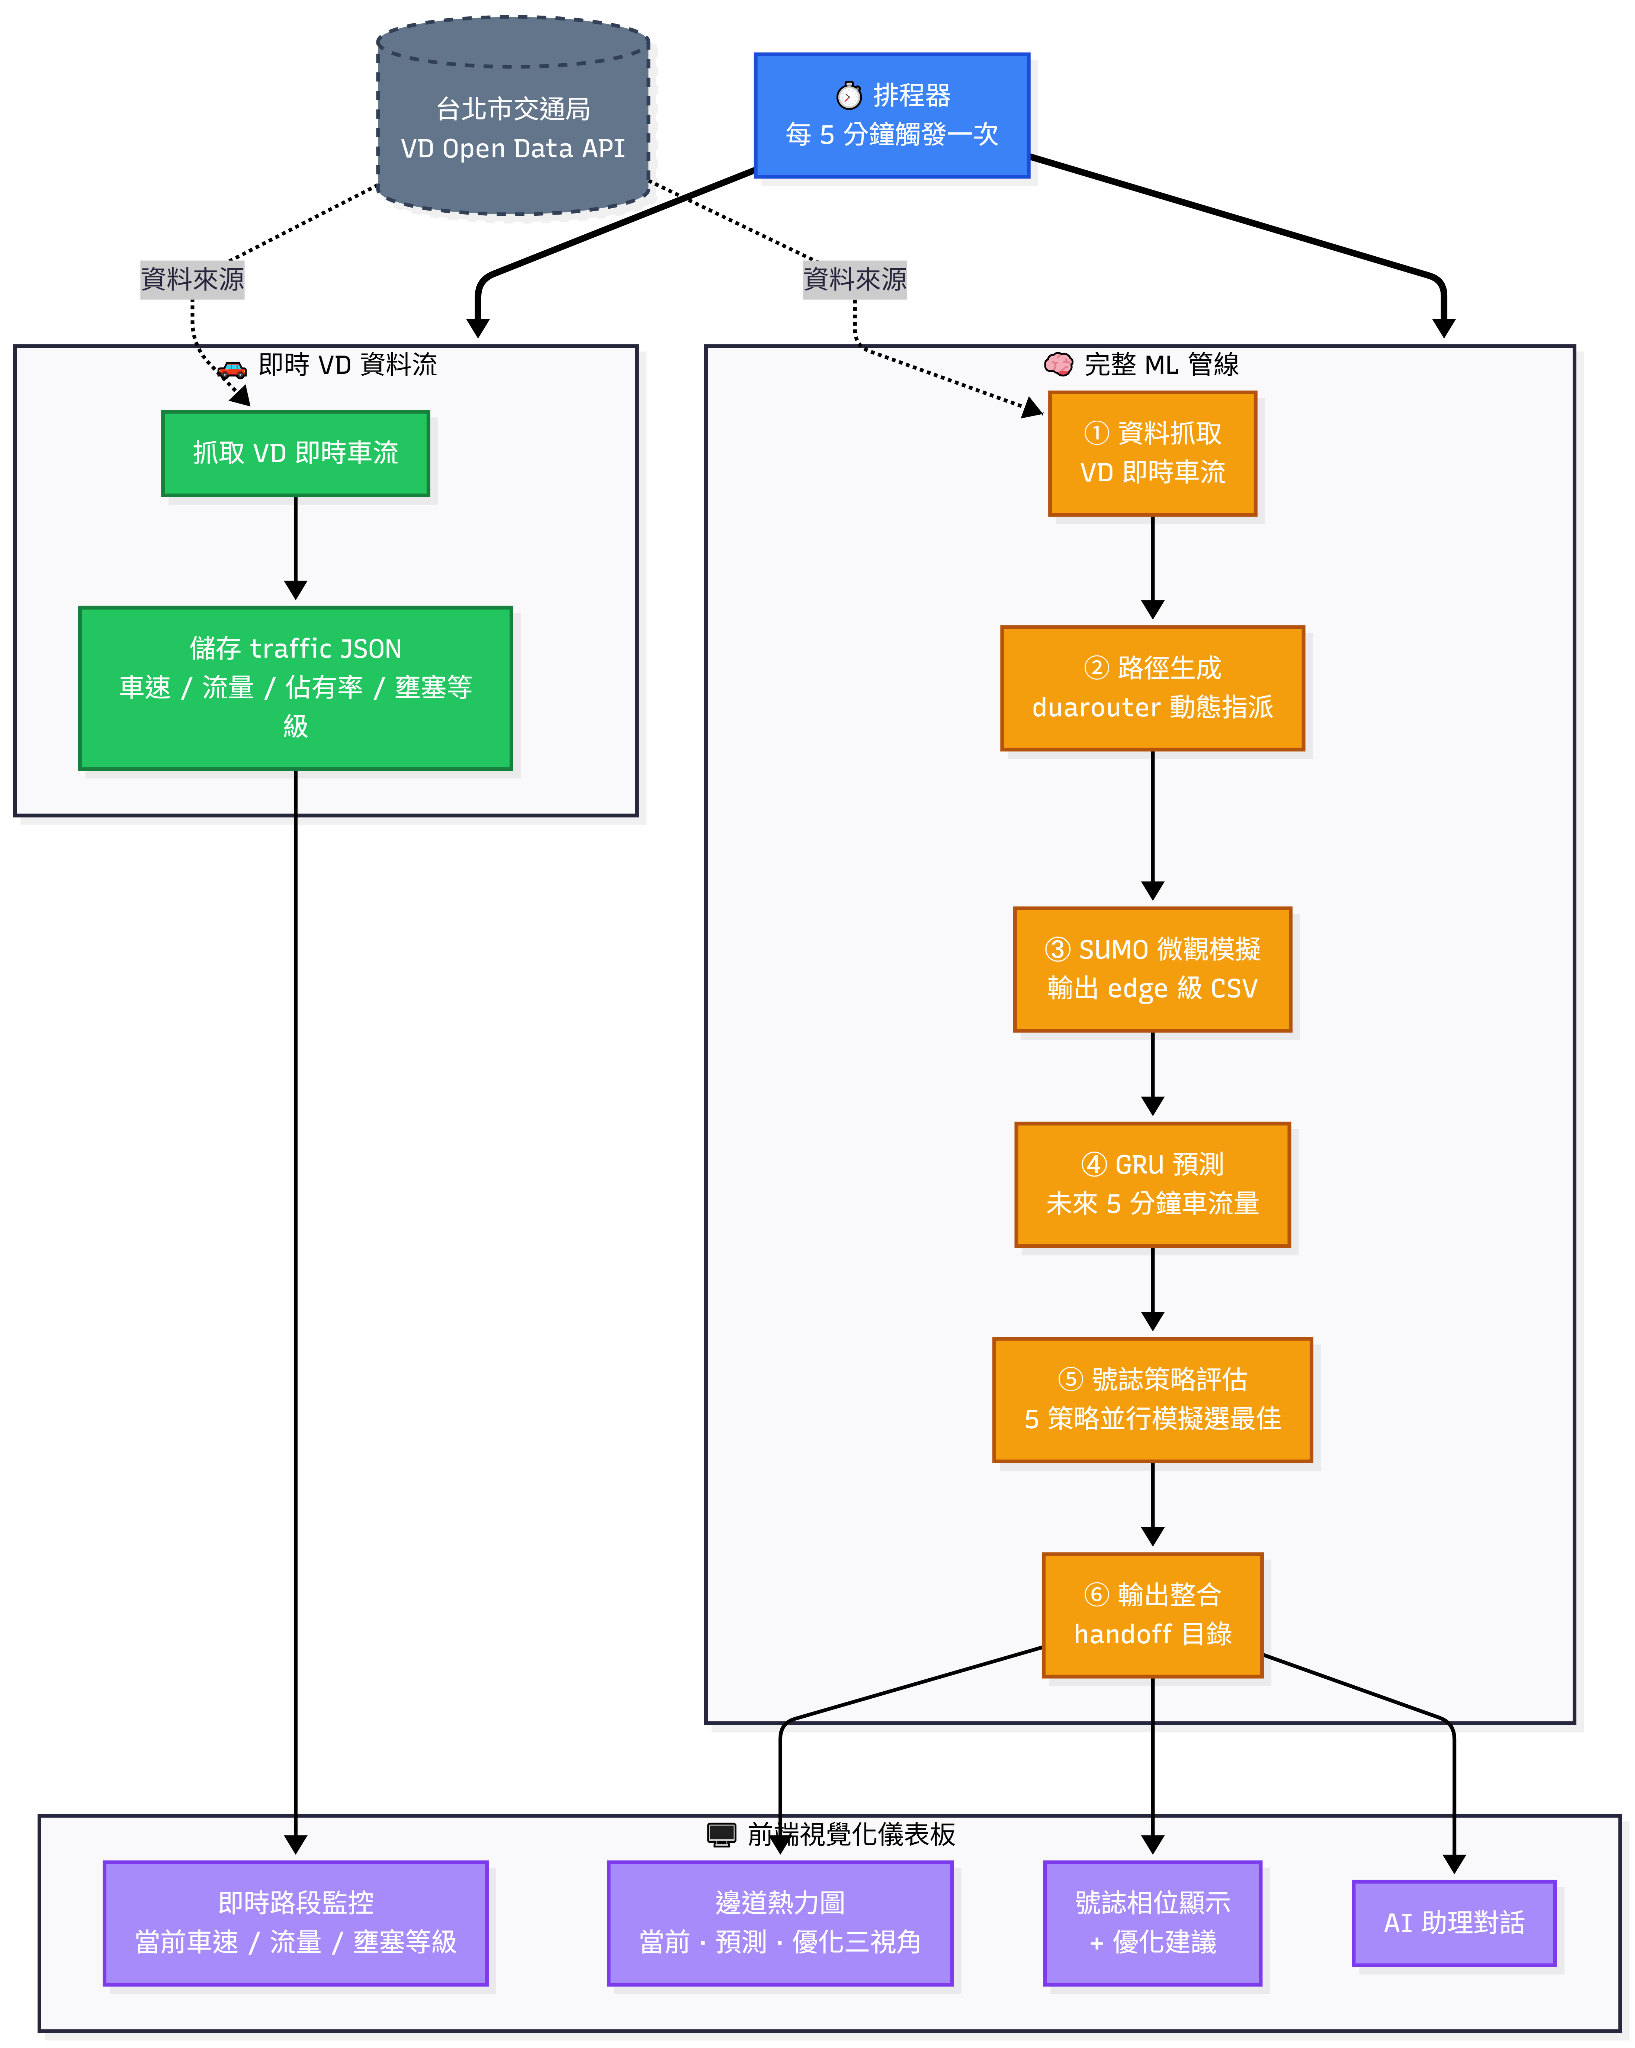 台北市交通局
VD Open Data API
⏱ 排程器
每 5 分鐘觸發一次
資料來源
資料來源
🚗 即時 VD 資料流
抓取 VD 即時車流
儲存 traffic JSON
車速 / 流量 / 佔有率 / 壅塞等
級
🧠 完整 ML 管線
① 資料抓取
VD 即時車流
② 路徑生成
duarouter 動態指派
③ SUMO 微觀模擬
輸出 edge 級 CSV
④ GRU 預測
未來 5 分鐘車流量
⑤ 號誌策略評估
5 策略並行模擬選最佳
⑥ 輸出整合
handoff 目錄
🖥 前端視覺化儀表板
即時路段監控
當前車速 / 流量 / 壅塞等級
邊道熱力圖
當前・預測・優化三視角
號誌相位顯示
+ 優化建議
AI 助理對話